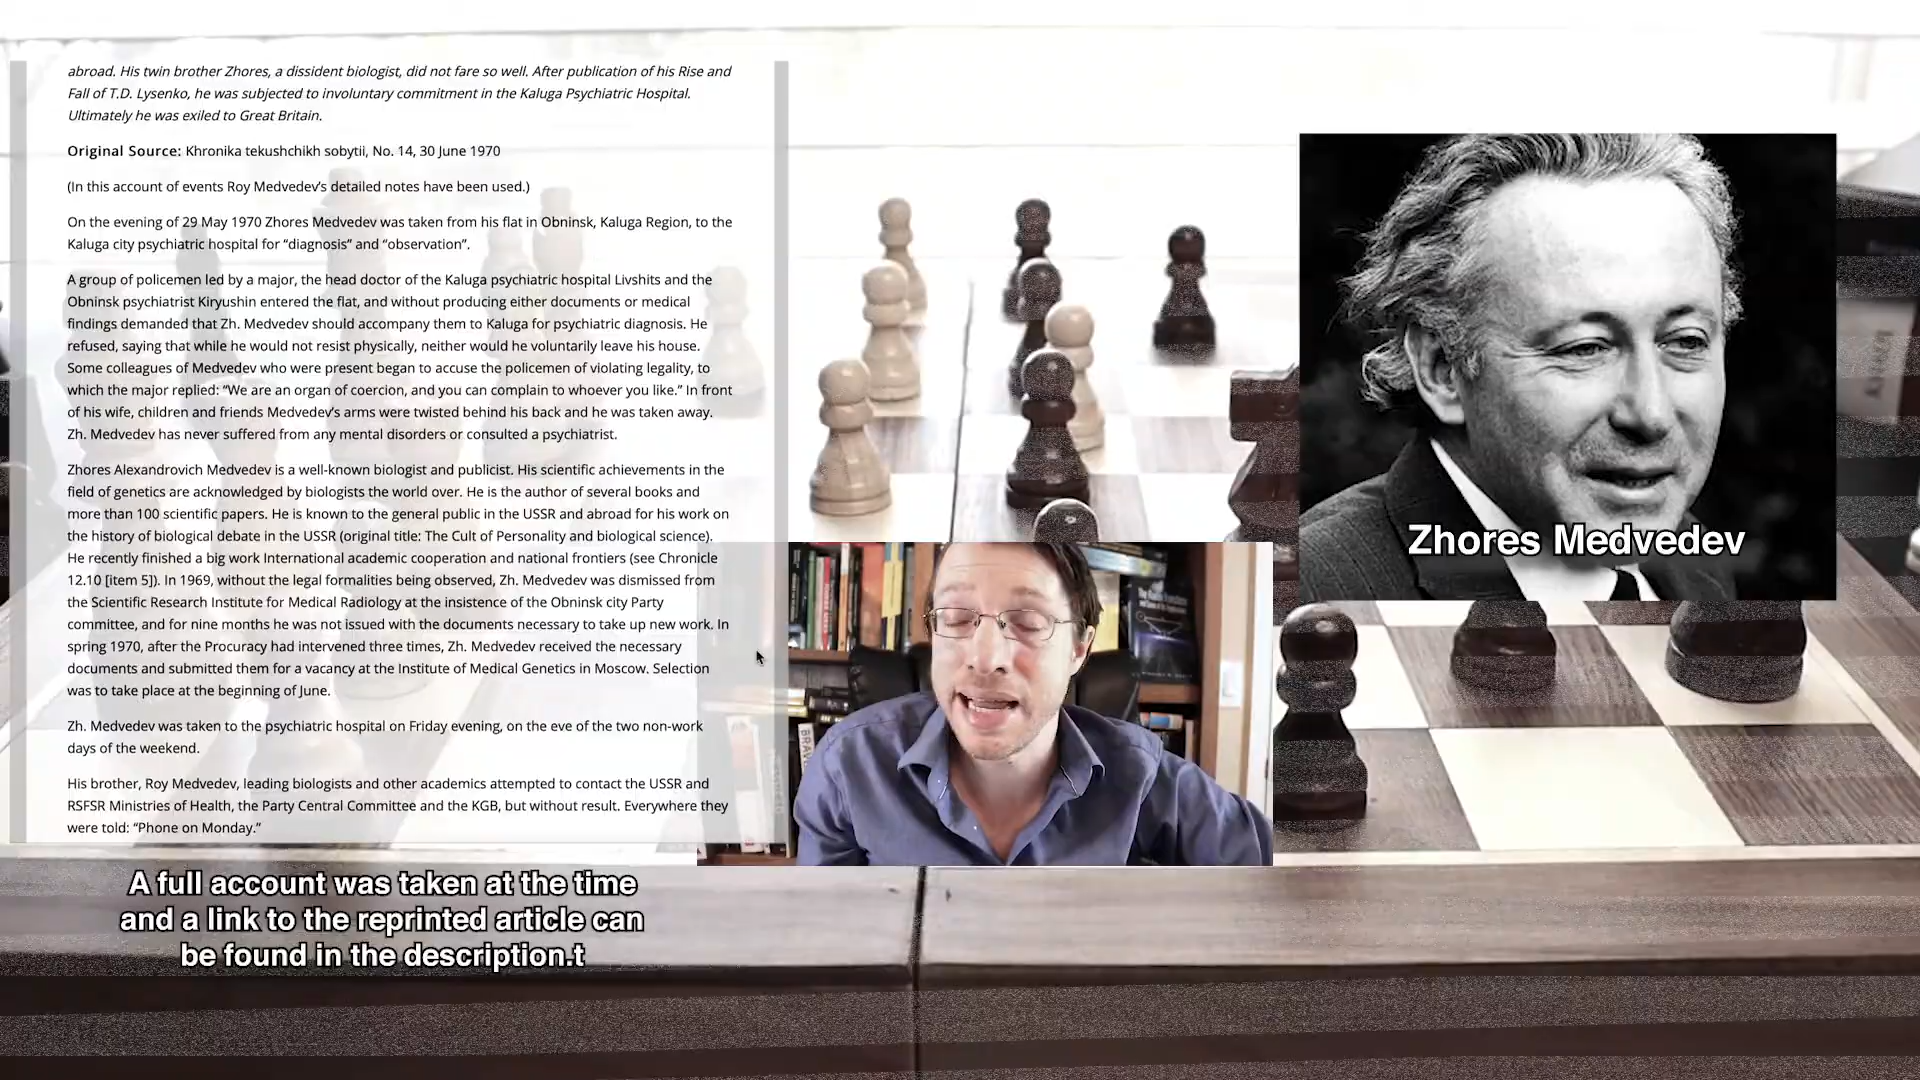 abroad. His twin brother Zhores, a dissident biologist, did not fare so well. After publication of his Rise and
Fall of T.D. Lysenko, he was subjected to involuntary commitment in the Kaluga Psychiatric Hospital.
Ultimately he was exiled to Great Britain.
Original Source: Khronika tekushchikh sobytii, No. 14, 30 June 1970
(In this account of events Roy Medvedev's detailed notes have been used.)
On the evening of 29 May 1970 Zhores Medvedev was taken from his flat in Obninsk, Kaluga Region, to the
Kaluga city psychiatric hospital for “diagnosis” and “observation”.
A group of policemen led by a major, the head doctor of the Kaluga psychiatric hospital Livshits and the
Obninsk psychiatrist Kiryushin entered the flat, and without producing either documents or medical
findings demanded that Zh. Medvedev should accompany them to Kaluga for psychiatric diagnosis. He
refused, saying that while he would not resist physically, neither would he voluntarily leave his house.
Some colleagues of Medvedev who were present began to accuse the policemen of violating legality, to
which the major replied: “We are an organ of coercion, and you can complain to whoever you like.” In front
of his wife, children and friends Medvedev's arms were twisted behind his back and he was taken away.
Zh. Medvedev has never suffered from any mental disorders or consulted a psychiatrist.
Zhores Alexandrovich Medvedev is a well-known biologist and publicist. His scientific achievements in the
field of genetics are acknowledged by biologists the world over. He is the author of several books and
more than 100 scientific papers. He is known to the general public in the USSR and abroad for his work on
the history of biological debate in the USSR (original title: The Cult of Personality and biological science).
He recently finished a big work International academic cooperation and national frontiers (see Chronicle
12.10 [item 5]). In 1969, without the legal formalities being observed, Zh. Medvedev was dismissed from
the Scientific Research Institute for Medical Radiology at the insistence of the Obninsk city Party
committee, and for nine months he was not issued with the documents necessary to take up new work. In
spring 1970, after the Procuracy had intervened three times, Zh. Medvedev received the necessary
documents and submitted them for a vacancy at the Institute of Medical Genetics in Moscow. Selection
was to take place at the beginning of June.
Zh. Medvedev was taken to the psychiatric hospital on Friday evening, on the eve of the two non-work
days of the weekend.
His brother, Roy Medvedev, leading biologists and other academics attempted to contact the USSR and
RSFSR Ministries of Health, the Party Central Committee and the KGB, but without result. Everywhere they
were told: “Phone on Monday.”
A full account was taken at the time
and a link to the reprinted article can
be found in the description.t
Zhores Medvedev